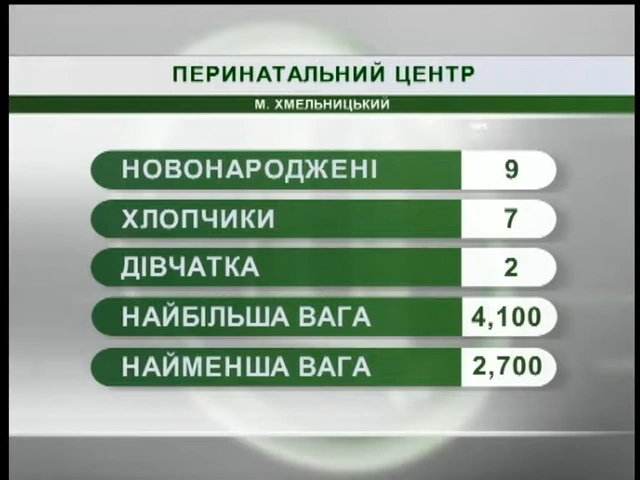 ПЕРИНАТАЛЬНИЙ ЦЕНТР
М. ХМЕЛЬНИЦЬКИЙ
НОВОНАРОДЖЕНІ 9
ХЛОПЧИКИ 7
ДІВЧАТКА 2
НАЙБІЛЬША ВАГА 4,100
НАЙМЕНША ВАГА 2,700